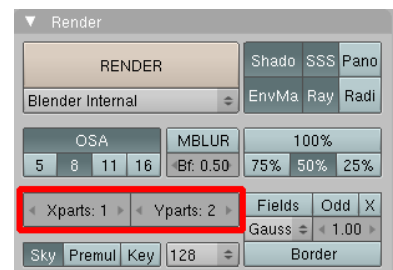 Render
RENDER
Shado SSS Pano
Blender Internal
EnvMa Ray Radi
OSA MBLUR 100%
5 8 11 16 Bf: 0.50 75% 50% 25%
Xparts: 1 Yparts: 2
Fields Odd X
Gauss 1.00
Sky Premul Key 128 Border